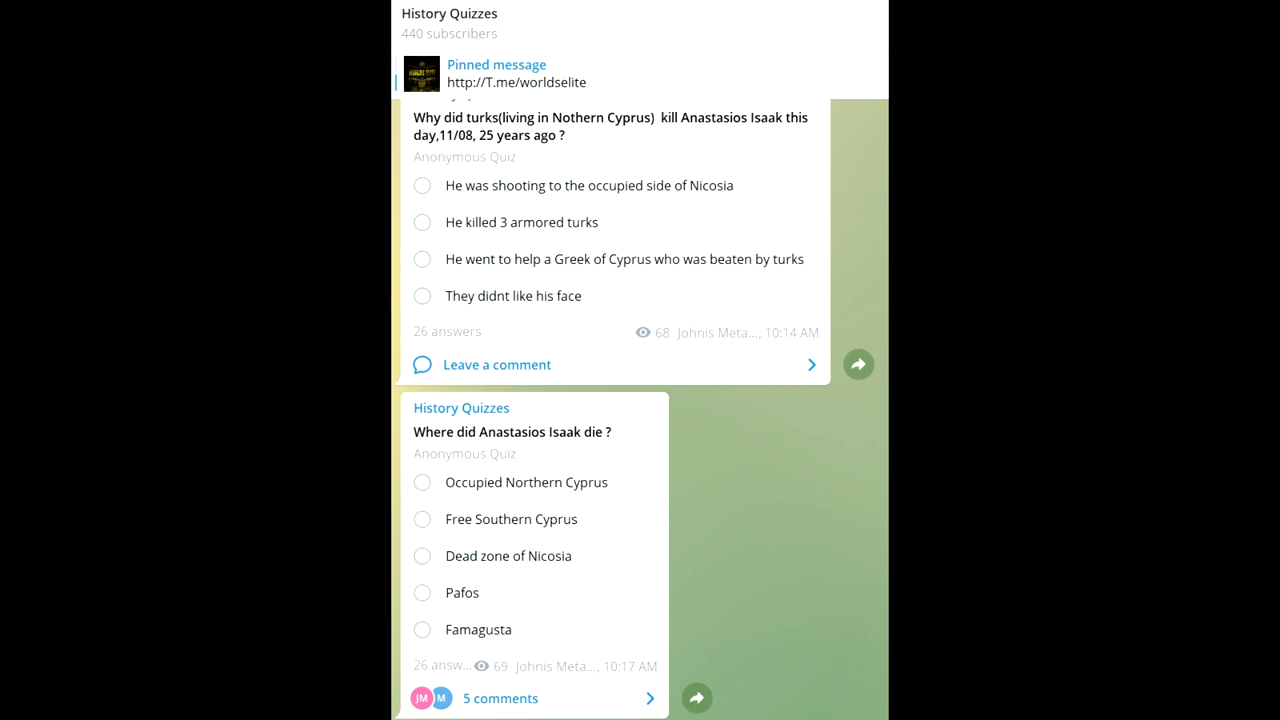 History Quizzes
440 subscribers
Pinned message
http://T.me/worldselite
Why did turks(living in Nothern Cyprus)  kill Anastasios Isaak this
day,11/08, 25 years ago ?
Anonymous Quiz
He was shooting to the occupied side of Nicosia
He killed 3 armored turks
He went to help a Greek of Cyprus who was beaten by turks
They didnt like his face
26 answers
68 Johnis Meta..., 10:14 AM
Leave a comment
History Quizzes
Where did Anastasios Isaak die ?
Anonymous Quiz
Occupied Northern Cyprus
Free Southern Cyprus
Dead zone of Nicosia
Pafos
Famagusta
26 answ... 69 Johnis Meta..., 10:17 AM
JM M 5 comments